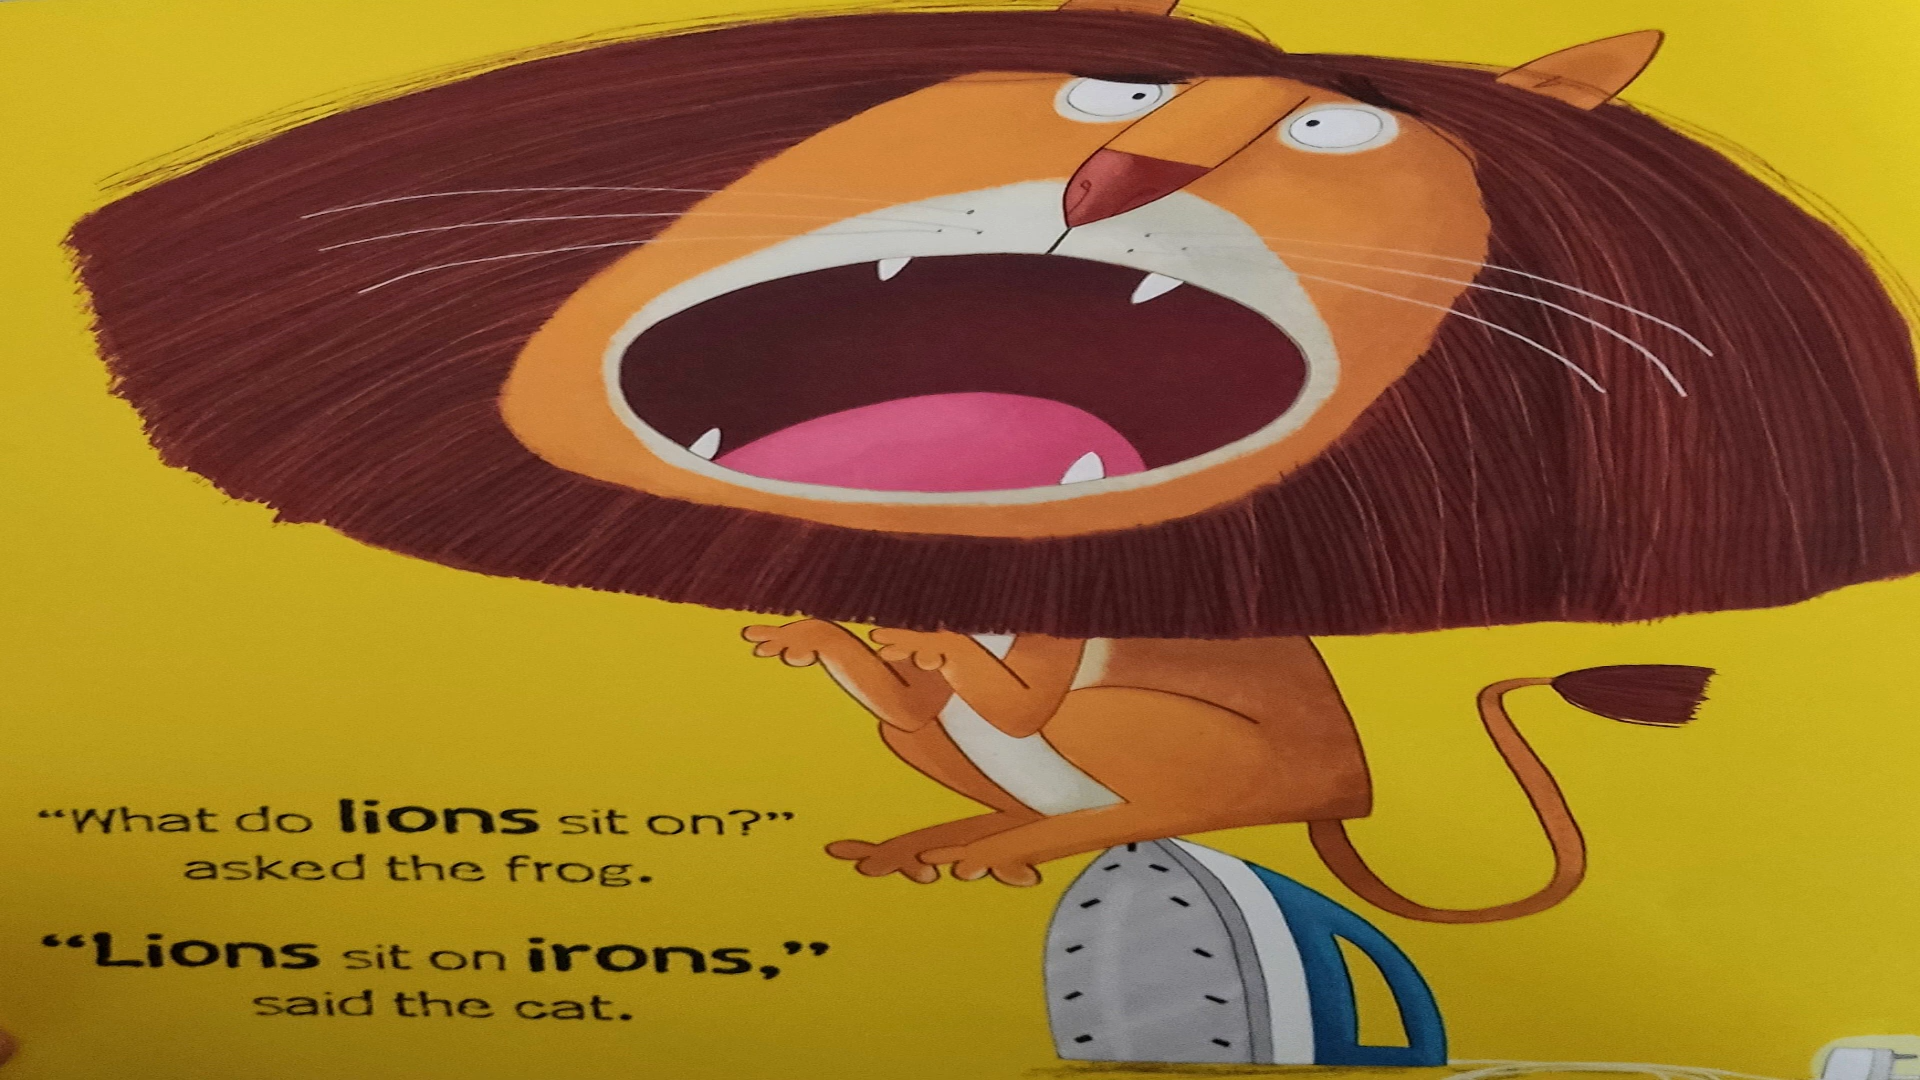 “What do lions sit on?”
asked the frog.
“Lions sit on irons,”
said the cat.